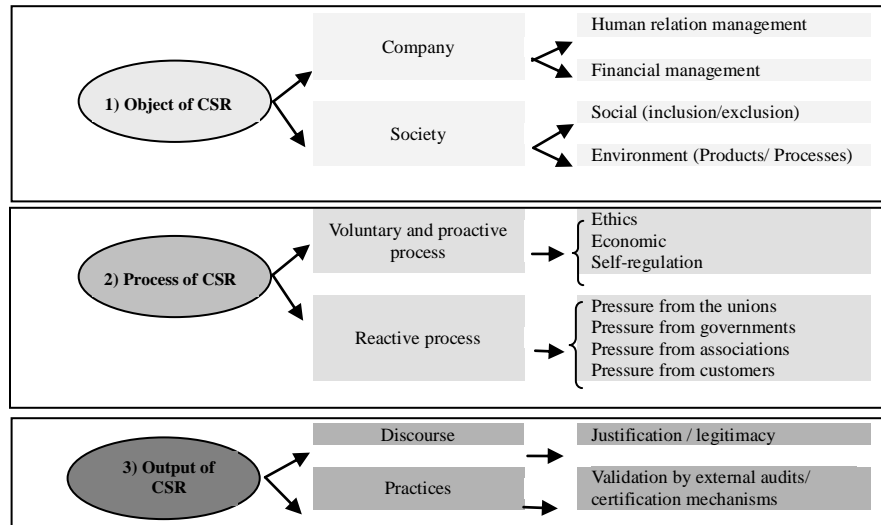 Human relation management
Company
Financial management
1) Object of CSR
Social (inclusion/exclusion)
Society
Environment (Products/ Processes)
Voluntary and proactive
process
Ethics
Economic
Self-regulation
2) Process of CSR
Reactive process
Pressure from the unions
Pressure from governments
Pressure from associations
Pressure from customers
Discourse
Justification / legitimacy
3) Output of
CSR
Practices
Validation by external audits/
certification mechanisms